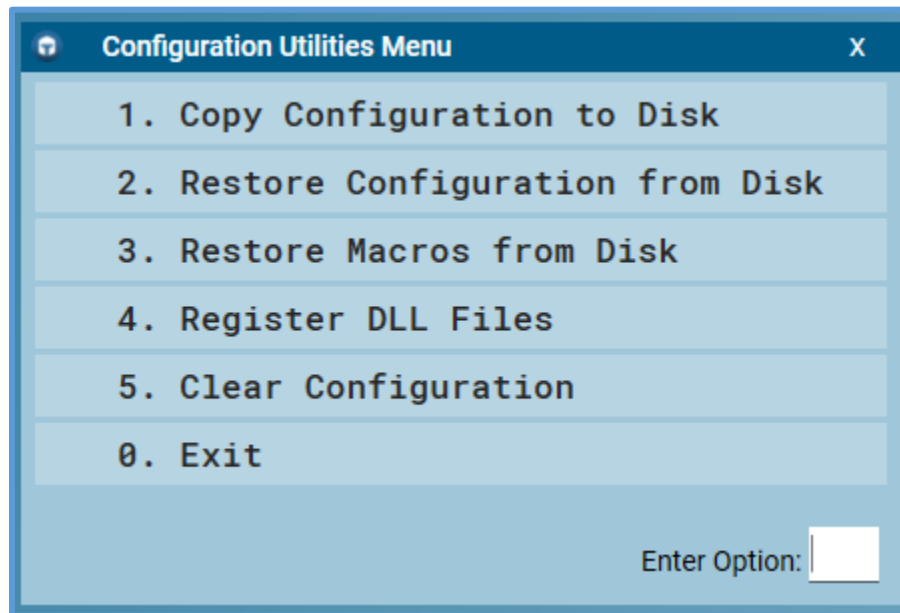 Configuration Utilities Menu X
1. Copy Configuration to Disk
2. Restore Configuration from Disk
3. Restore Macros from Disk
4. Register DLL Files
5. Clear Configuration
0. Exit
Enter Option: